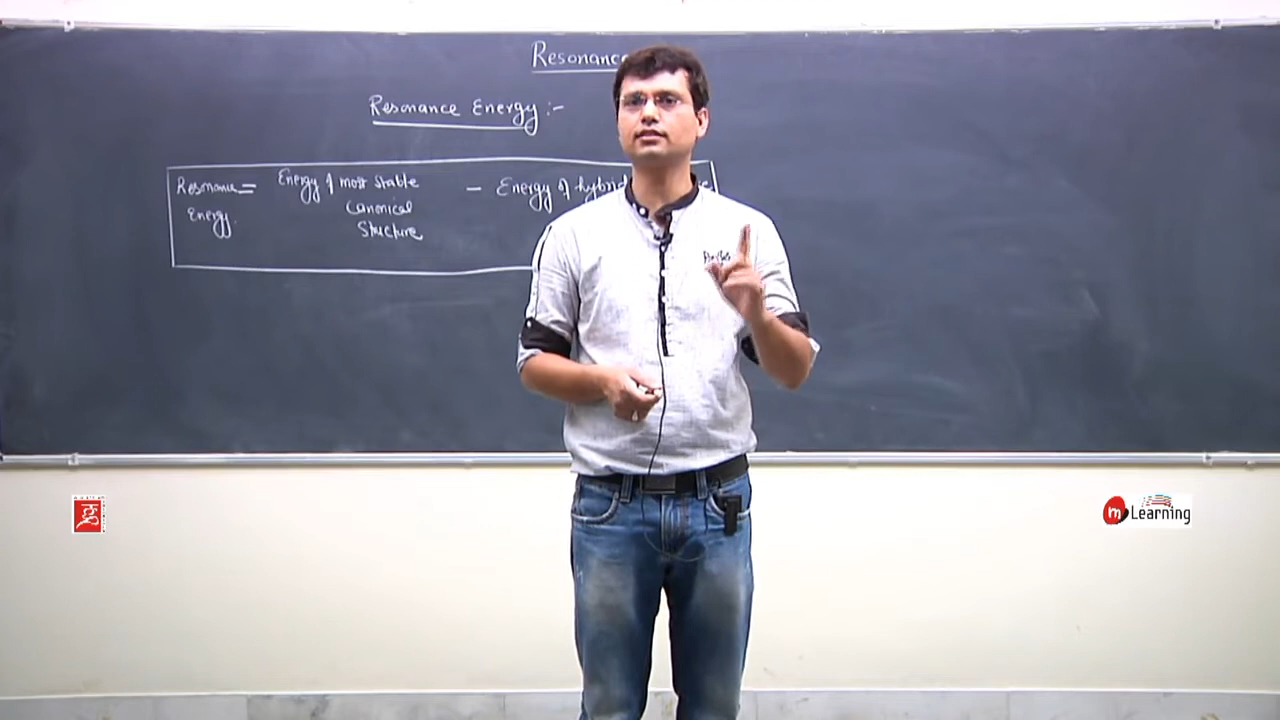 Resonance
Resonance Energy :-
Resonance = Energy of most stable - Energy of hybrid
Energy. Canonical
Structure
m Learning